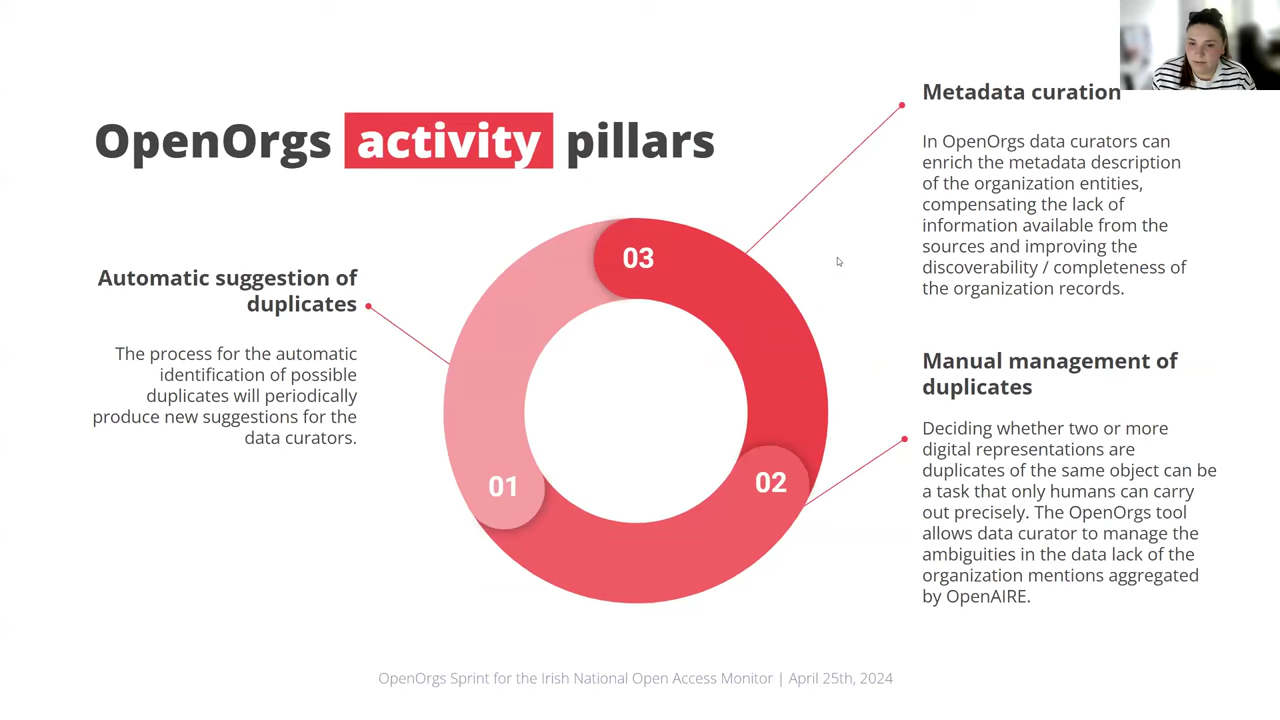 OpenOrgs activity pillars
Automatic suggestion of
duplicates
The process for the automatic
identification of possible
duplicates will periodically
produce new suggestions for the
data curators.
01
Manual management of
duplicates
Deciding whether two or more
digital representations are
duplicates of the same object can be
a task that only humans can carry
out precisely. The OpenOrgs tool
allows data curator to manage the
ambiguities in the data lack of the
organization mentions aggregated
by OpenAIRE.
02
Metadata curation
In OpenOrgs data curators can
enrich the metadata description
of the organization entities,
compensating the lack of
information available from the
sources and improving the
discoverability / completeness of
the organization records.
03
OpenOrgs Sprint for the Irish National Open Access Monitor | April 25th, 2024